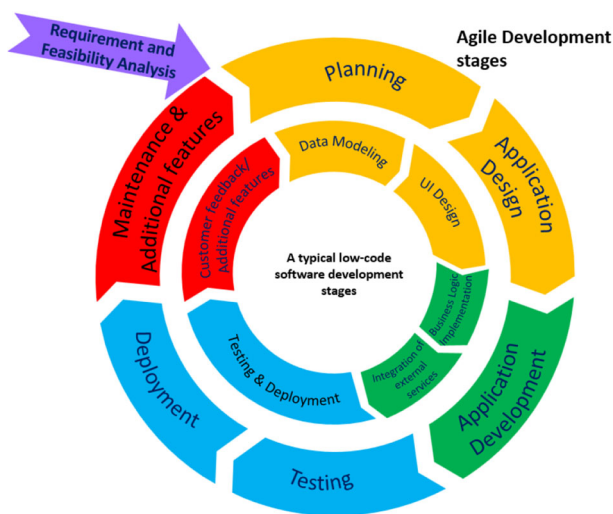 Requirement and
Feasibility Analysis
Agile Development
stages
Planning
Application
Design
Application
Development
Testing
Deployment
Maintenance &
Additional features
Data Modeling
UI Design
Business Logic
Implementation
Integration of
external
services
Testing & Deployment
Customer feedback/
Additional features
A typical low-code
software development
stages